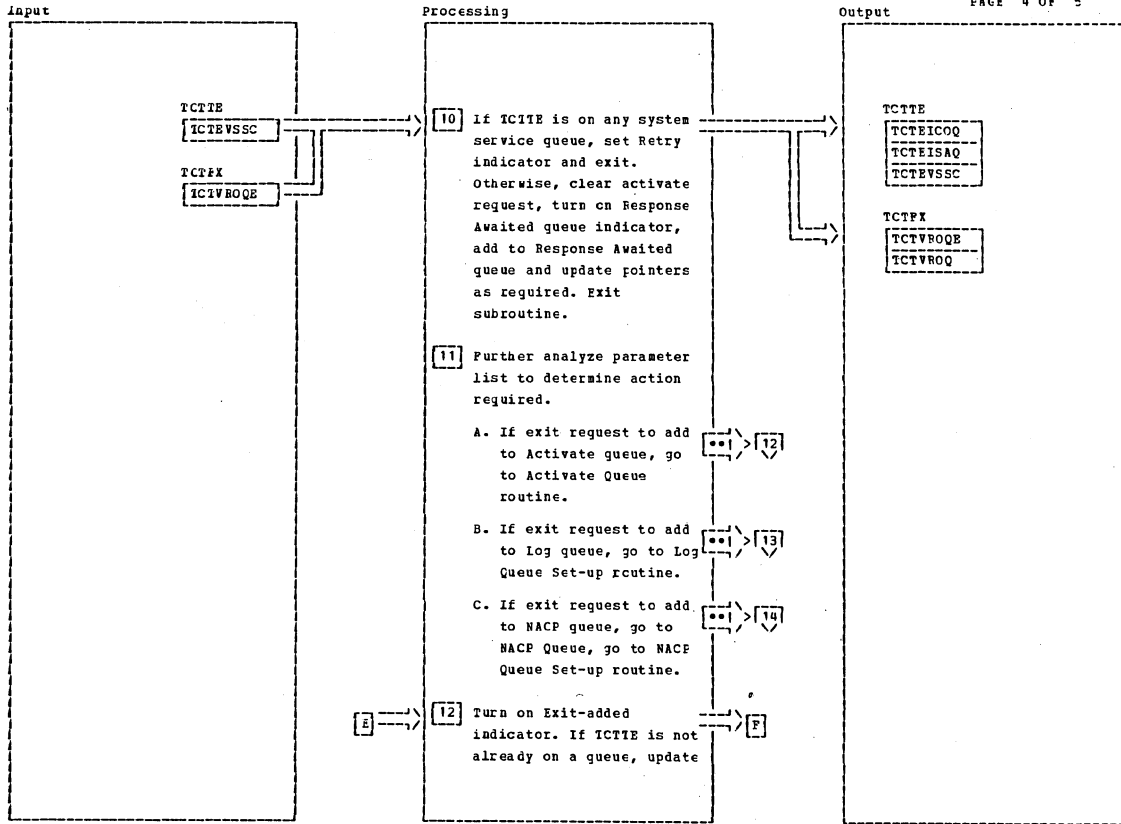 PAGE 4 OF 5
Input
Processing
Output
TCTTE
TCTEVSSC
TCTPX
TCTVROQE
10 If TCTTE is on any system
service queue, set Retry
indicator and exit.
Otherwise, clear activate
request, turn on Response
Awaited queue indicator,
add to Response Awaited
queue and update pointers
as required. Exit
subroutine.
TCTTE
TCTEICOQ
TCTEISAQ
TCTEVSSC
TCTPX
TCTVROQE
TCTVROQ
11 Further analyze parameter
list to determine action
required.
A. If exit request to add
to Activate queue, go
to Activate Queue
routine.
12
B. If exit request to add
to Log queue, go to Log
Queue Set-up routine.
13
C. If exit request to add
to NACP queue, go to
NACP Queue, go to NACP
Queue Set-up routine.
14
E
12 Turn on Exit-added
indicator. If TCTTE is not
already on a queue, update
F